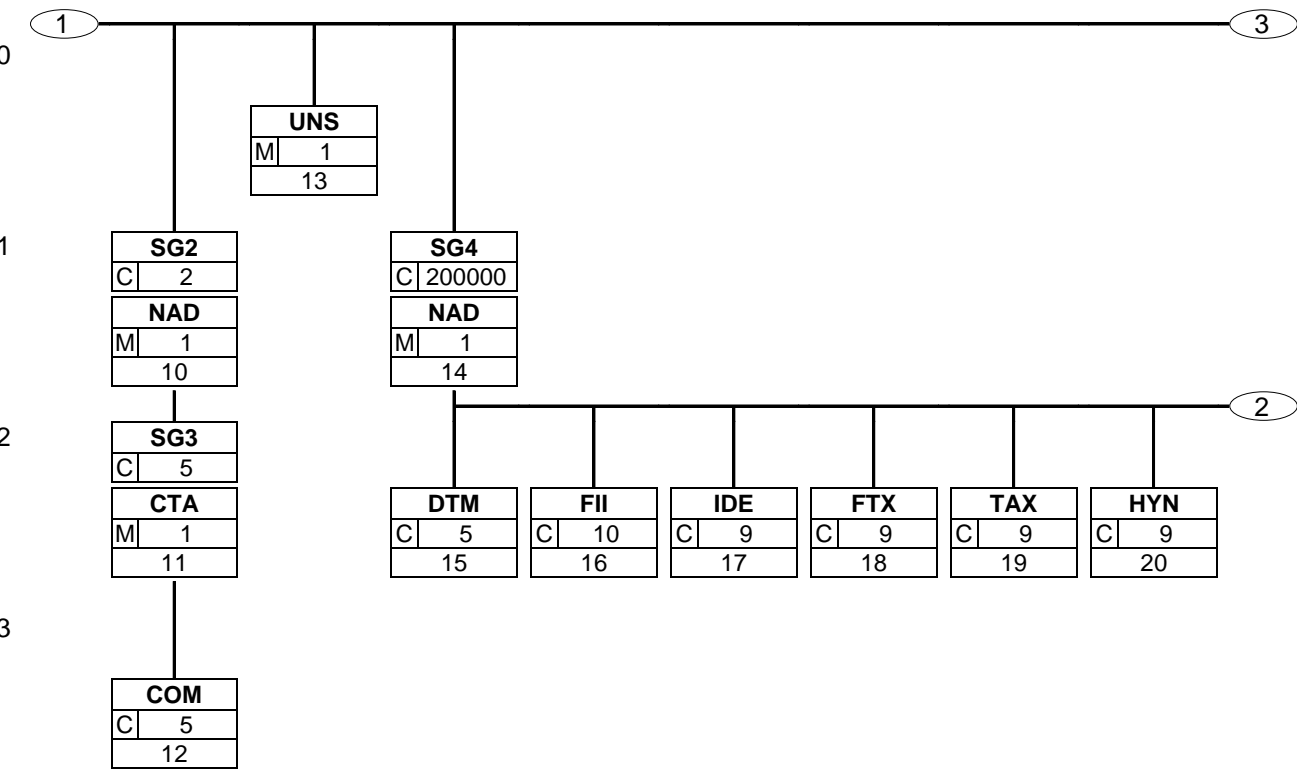 1 3
0
UNS
M 1
13
1
SG2 SG4
C 2 C 200000
NAD NAD
M 1 M 1
10 14
2
2
SG3
C 5
CTA DTM FII IDE FTX TAX HYN
M 1 C 5 C 10 C 9 C 9 C 9 C 9
11 15 16 17 18 19 20
3
COM
C 5
12